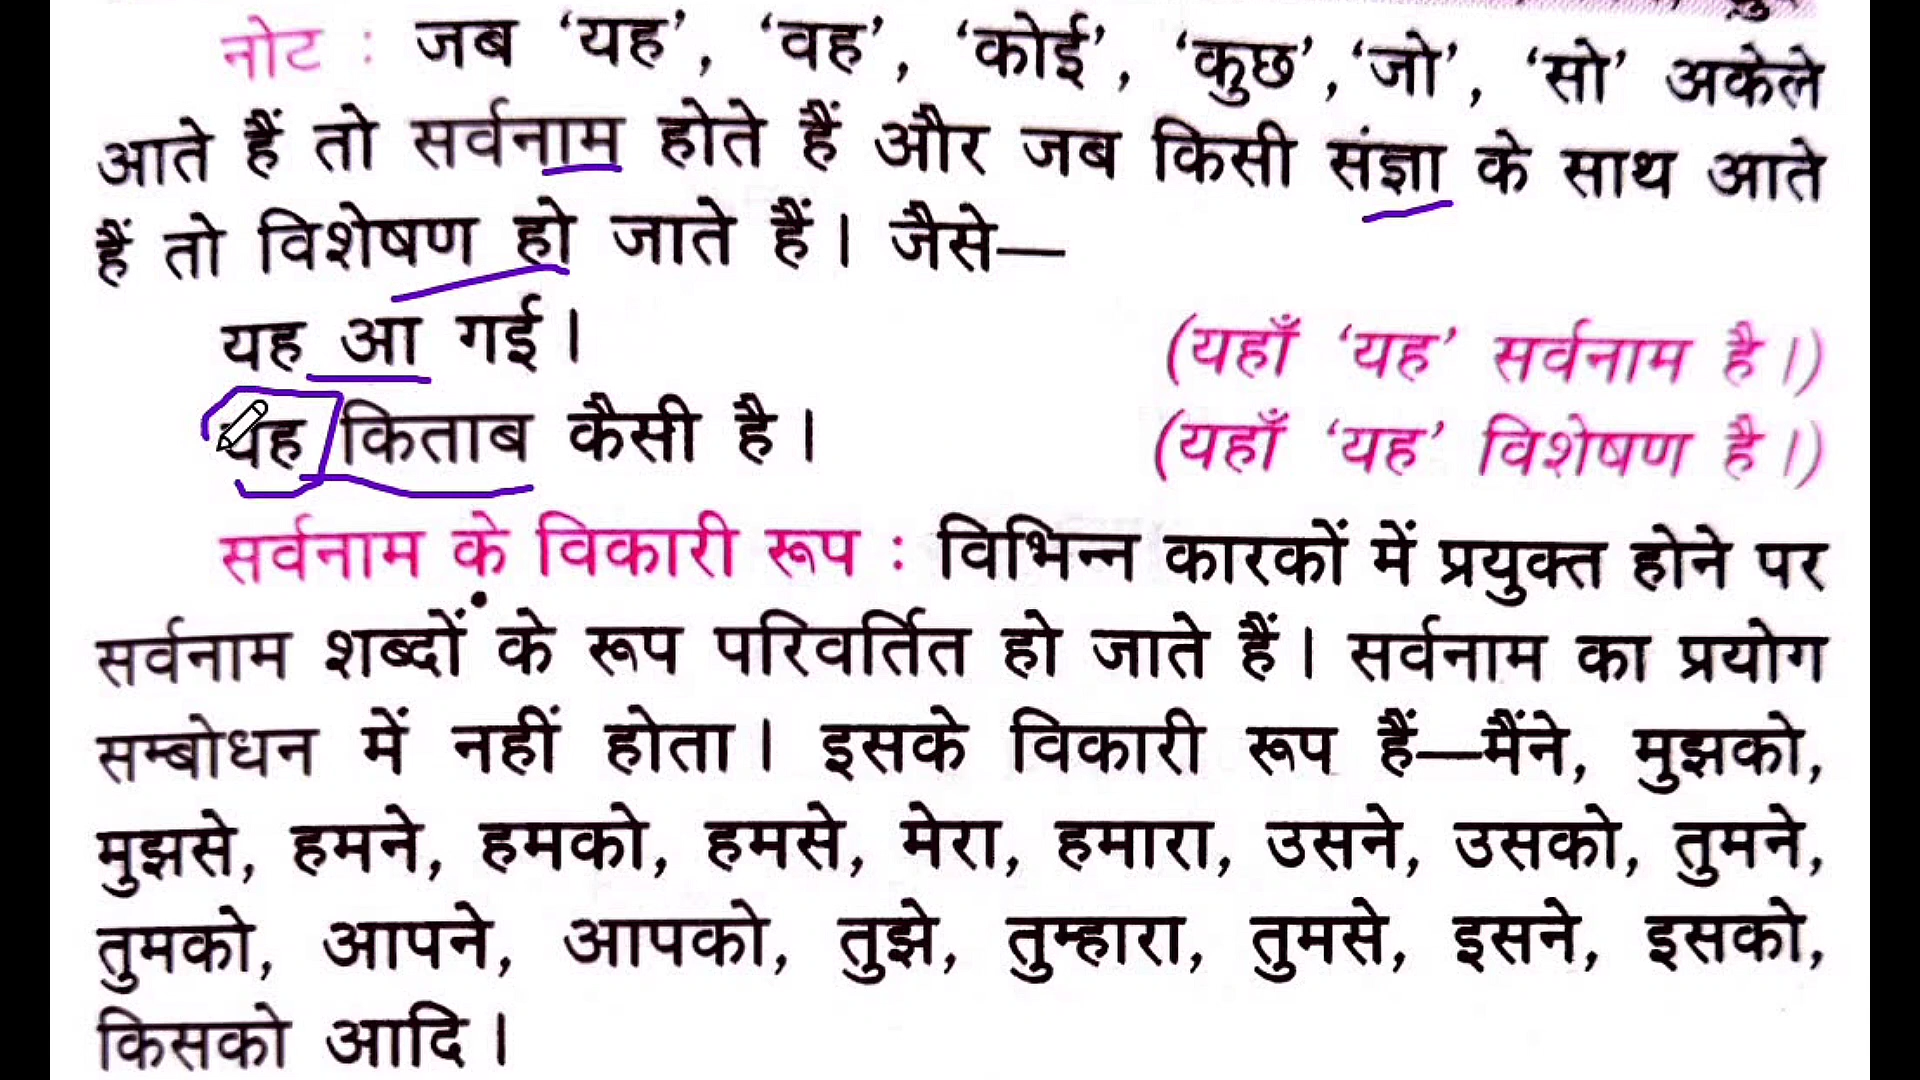 नोट : जब ‘यह’, ‘वह’, ‘कोई’, ‘कुछ’, ‘जो’, ‘सो’ अकेले
आते हैं तो सर्वनाम होते हैं और जब किसी संज्ञा के साथ आते
हैं तो विशेषण हो जाते हैं। जैसे—
यह आ गई। (यहाँ ‘यह’ सर्वनाम है।)
यह किताब कैसी है। (यहाँ ‘यह’ विशेषण है।)
सर्वनाम के विकारी रूप : विभिन्न कारकों में प्रयुक्त होने पर
सर्वनाम शब्दों के रूप परिवर्तित हो जाते हैं। सर्वनाम का प्रयोग
सम्बोधन में नहीं होता। इसके विकारी रूप हैं—मैंने, मुझको,
मुझसे, हमने, हमको, हमसे, मेरा, हमारा, उसने, उसको, तुमने,
तुमको, आपने, आपको, तुझे, तुम्हारा, तुमसे, इसने, इसको,
किसको आदि।